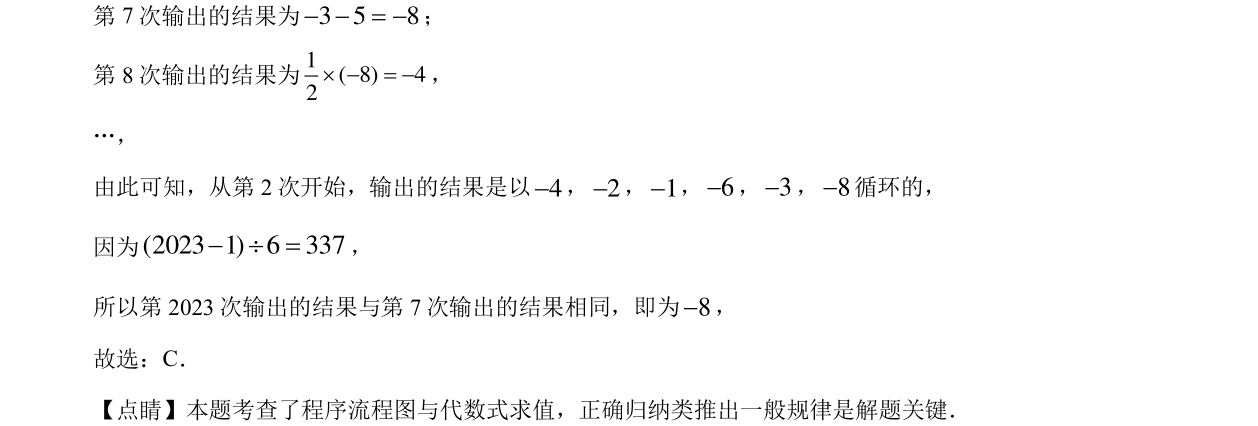 第 7 次输出的结果为 −3−5=−8；
第 8 次输出的结果为 1/2×(−8)=−4，
…，
由此可知，从第 2 次开始，输出的结果是以 −4，−2，−1，−6，−3，−8 循环的，
因为 (2023−1)÷6=337，
所以第 2023 次输出的结果与第 7 次输出的结果相同，即为 −8，
故选：C．
【点睛】本题考查了程序流程图与代数式求值，正确归纳类推出一般规律是解题关键．